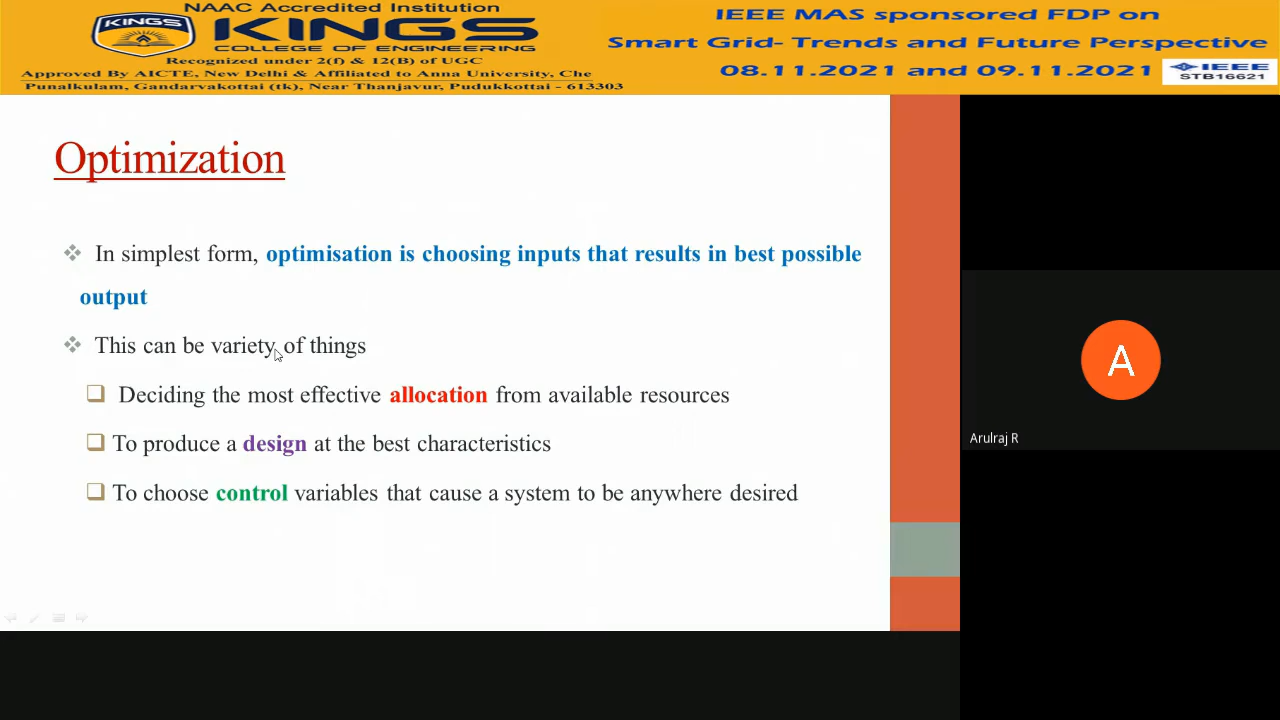 NAAC Accredited Institution
KINGS
KINGS
COLLEGE OF ENGINEERING
Recognized under 2(f) & 12(B) of UGC
Approved By AICTE, New Delhi & Affiliated to Anna University, Che
Punalkulam, Gandarvakottai (tk), Near Thanjavur, Pudukkottai - 613303
IEEE MAS sponsored FDP on
Smart Grid- Trends and Future Perspective
08.11.2021 and 09.11.2021
IEEE
STB16621
Optimization
In simplest form, optimisation is choosing inputs that results in best possible
output
This can be variety of things
Deciding the most effective allocation from available resources
To produce a design at the best characteristics
To choose control variables that cause a system to be anywhere desired
A
Arulraj R